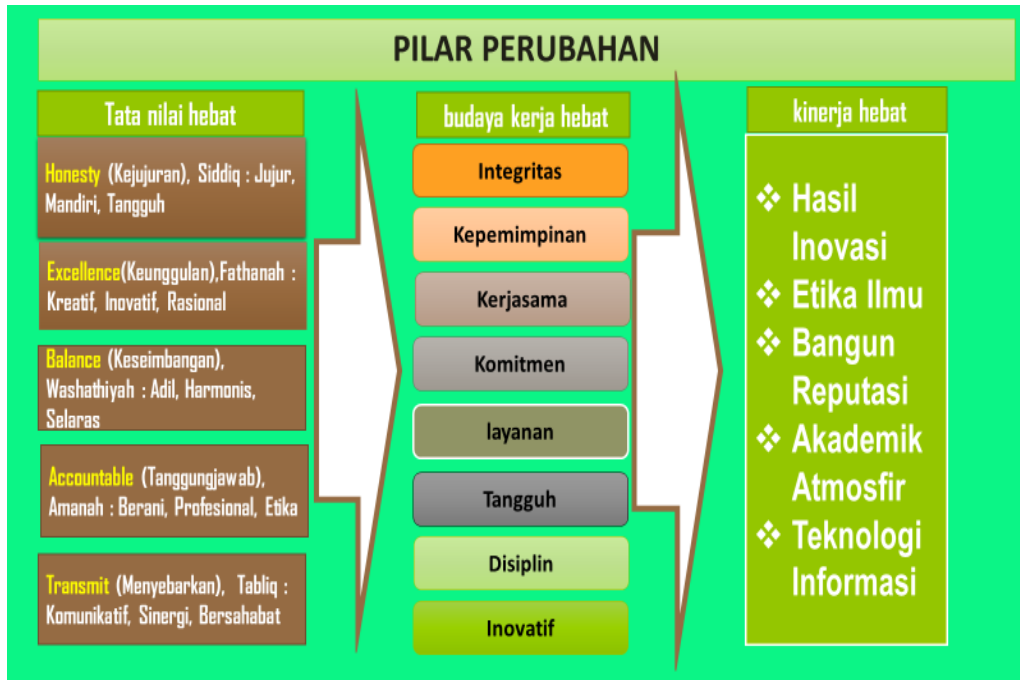 PILAR PERUBAHAN
Tata nilai hebat
Honesty (Kejujuran), Siddiq : Jujur,
Mandiri, Tangguh
Excellence(Keunggulan),Fathanah :
Kreatif, Inovatif, Rasional
Balance (Keseimbangan),
Washathiyah : Adil, Harmonis,
Selaras
Accountable (Tanggungjawab),
Amanah : Berani, Profesional, Etika
Transmit (Menyebarkan), Tabliq :
Komunikatif, Sinergi, Bersahabat
budaya kerja hebat
Integritas
Kepemimpinan
Kerjasama
Komitmen
layanan
Tangguh
Disiplin
Inovatif
kinerja hebat
❖ Hasil
Inovasi
❖ Etika Ilmu
❖ Bangun
Reputasi
❖ Akademik
Atmosfir
❖ Teknologi
Informasi